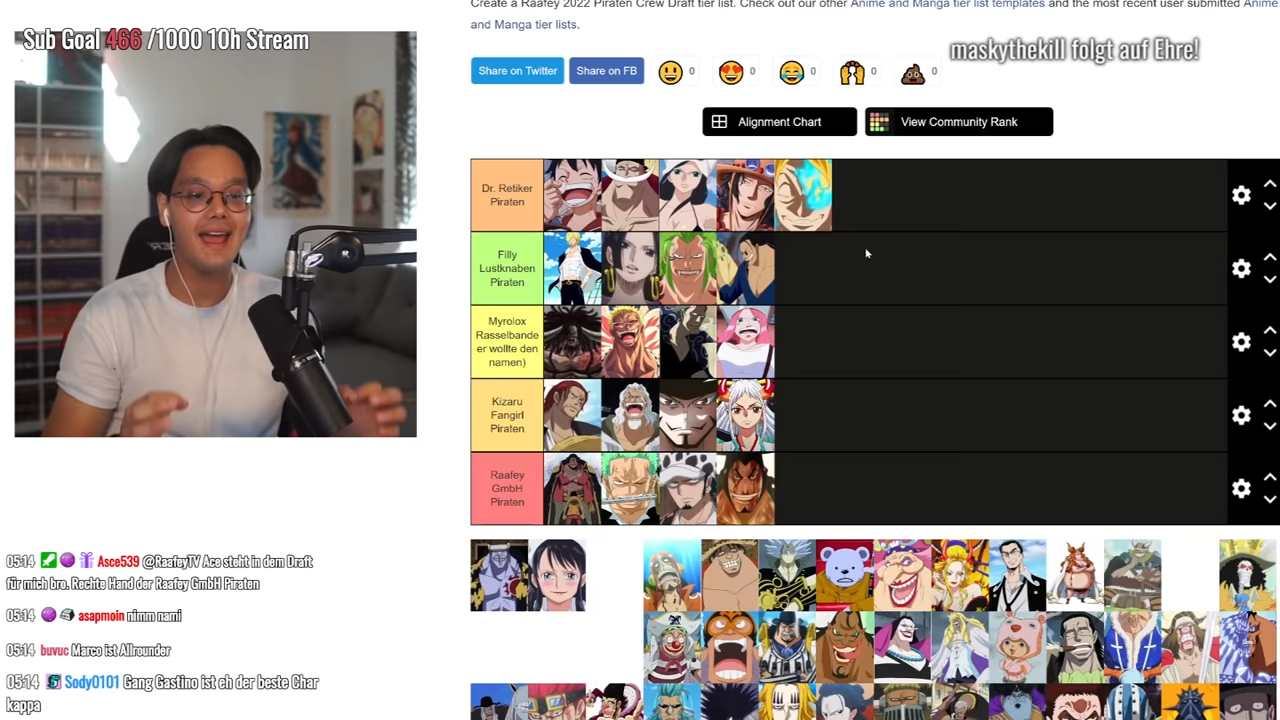 Create a Raafey 2022 Piraten Crew Draft tier list. Check out our other Anime and Manga tier list templates and the most recent user submitted Anime
and Manga tier lists.
Sub Goal 466 /1000 10h Stream
maskythekill folgt auf Ehre!
Share on Twitter
Share on FB
0
0
0
0
0
Alignment Chart
View Community Rank
Dr. Retiker
Piraten
Filly
Lustknaben
Piraten
Myrolox
Rasselbande
er wollte den
namen)
Kizaru
Fangirl
Piraten
Raafey
GmbH
Piraten
05:14 Asce539 @RaafeyTV Ace steht in dem Draft
für mich bro. Rechte Hand der Raafey GmbH Piraten
05:14 asapmoin nimm nami
05:14 buvuc Marco ist Allrounder
05:14 Sody0101 Gang Gastino ist eh der beste Char
kappa